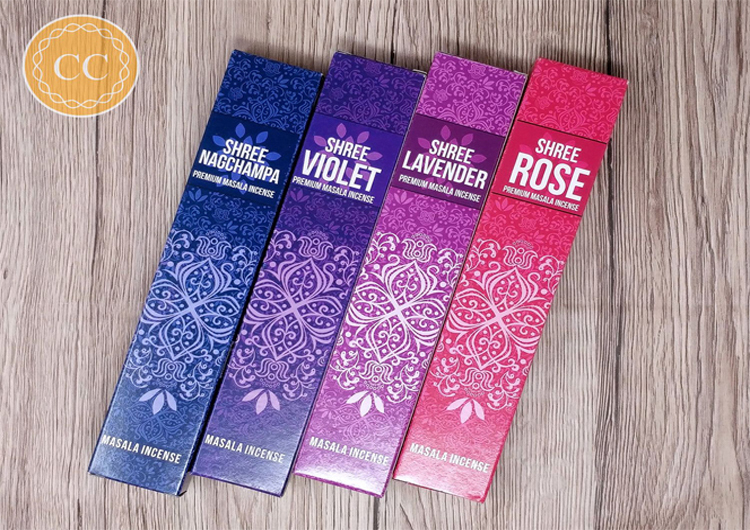 CC
SHREE
NAGCHAMPA
PREMIUM MASALA INCENSE
MASALA INCENSE
SHREE
VIOLET
PREMIUM MASALA INCENSE
MASALA INCENSE
SHREE
LAVENDER
PREMIUM MASALA INCENSE
MASALA INCENSE
SHREE
ROSE
PREMIUM MASALA INCENSE
MASALA INCENSE